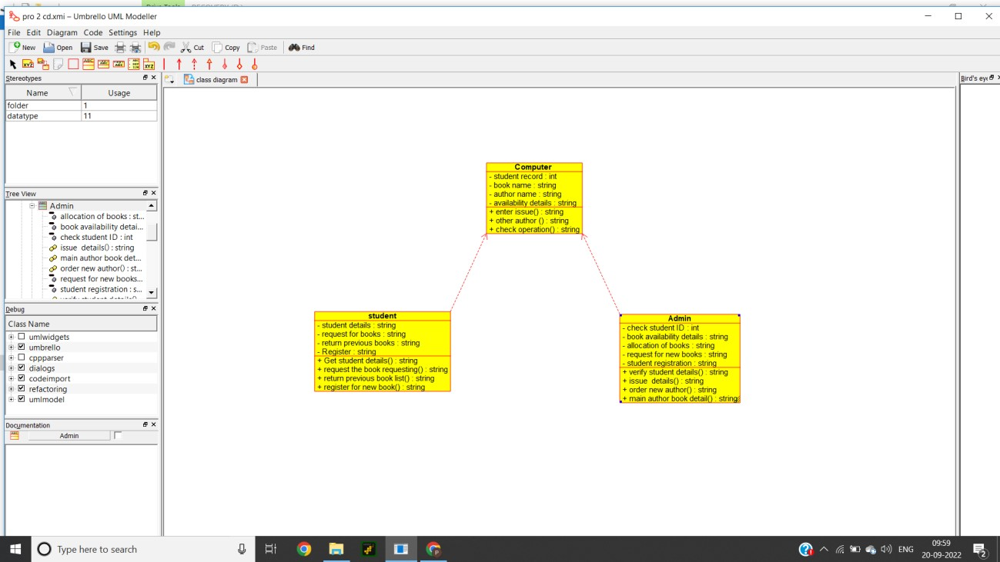 pro 2 cd.xmi – Umbrello UML Modeller
File Edit Diagram Code Settings Help
New Open Save Cut Copy Paste Find
Stereotypes
class diagram
Bird's eye
Name Usage
folder 1
datatype 11
Tree View
Admin
allocation of books : st...
book availability detai...
check student ID : int
issue details() : string
main author book det...
order new author() : st...
request for new books...
student registration : s...
Debug
Class Name
umlwidgets
umbrello
cppparser
dialogs
codeimport
refactoring
umlmodel
Documentation
Admin
Computer
- student record : int
- book name : string
- author name : string
- availability details : string
+ enter issue() : string
+ other author () : string
+ check operation() : string
student
- student details : string
- request for books : string
- return previous books : string
- Register : string
+ Get student details() : string
+ request the book requesting() : string
+ return previous book list() : string
+ register for new book() : string
Admin
- check student ID : int
- book availability details : string
- allocation of books : string
- request for new books : string
- student registration : string
+ verify student details() : string
+ issue details() : string
+ order new author() : string
+ main author book detail() : string
Type here to search
ENG
09:59
20-09-2022
2